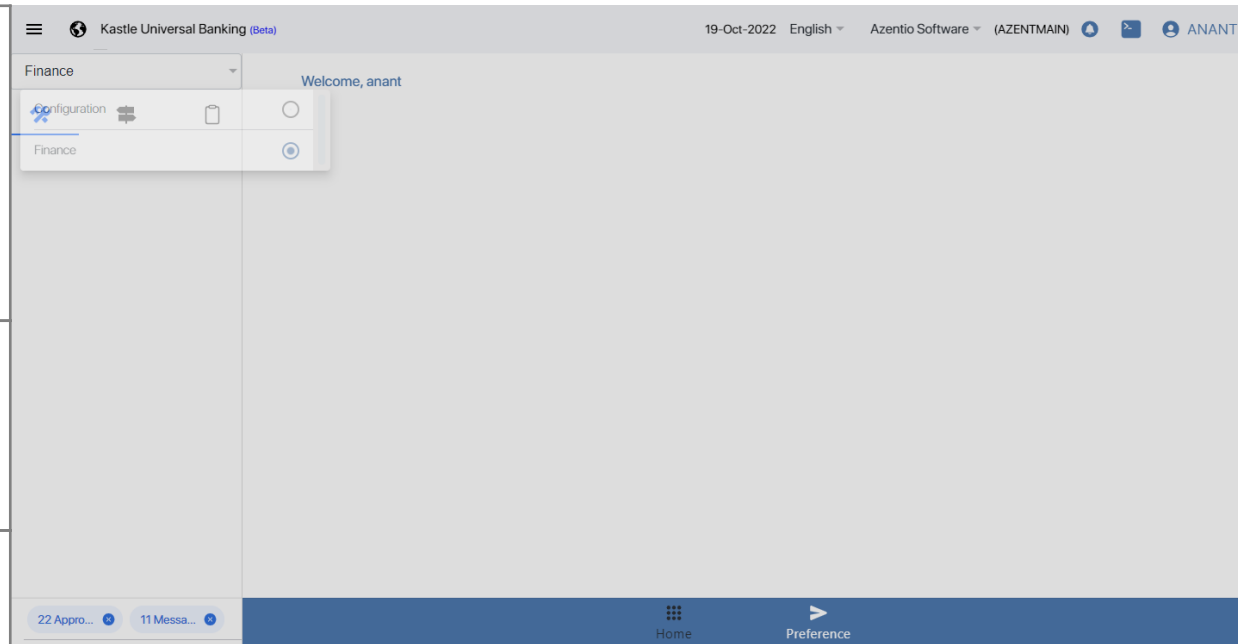 Kastle Universal Banking (Beta) 19-Oct-2022 English Azentio Software (AZENTMAIN) ANANT
Finance
Welcome, anant
Configuration
Finance
22 Appro... 11 Messa...
Home Preference